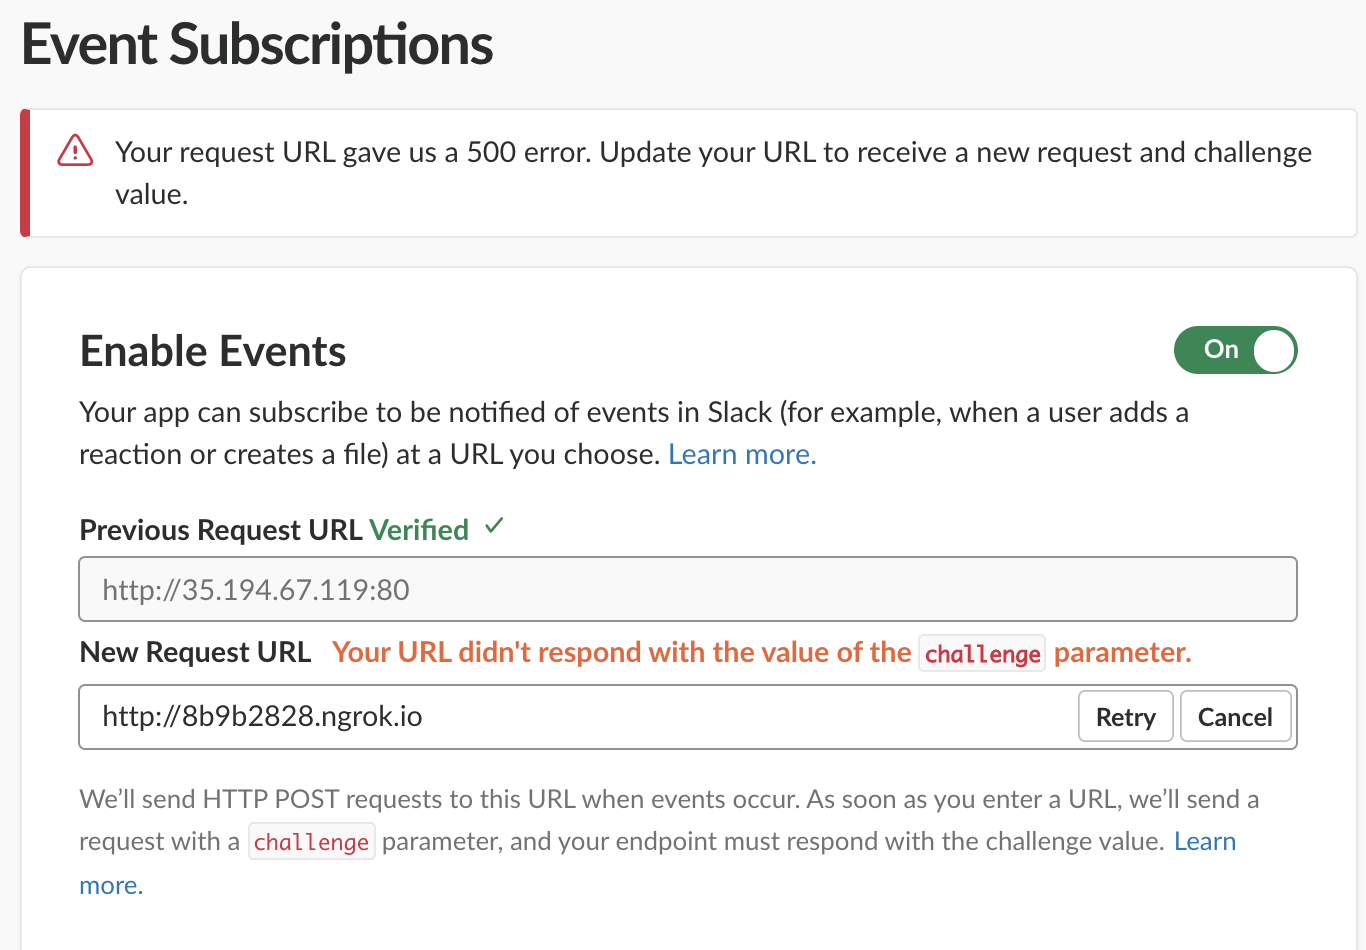 Event Subscriptions
Your request URL gave us a 500 error. Update your URL to receive a new request and challenge
value.
Enable Events
On
Your app can subscribe to be notified of events in Slack (for example, when a user adds a
reaction or creates a file) at a URL you choose. Learn more.
Previous Request URL Verified ✓
http://35.194.67.119:80
New Request URL Your URL didn't respond with the value of the challenge parameter.
http://8b9b2828.ngrok.io Retry Cancel
We’ll send HTTP POST requests to this URL when events occur. As soon as you enter a URL, we’ll send a
request with a challenge parameter, and your endpoint must respond with the challenge value. Learn
more.